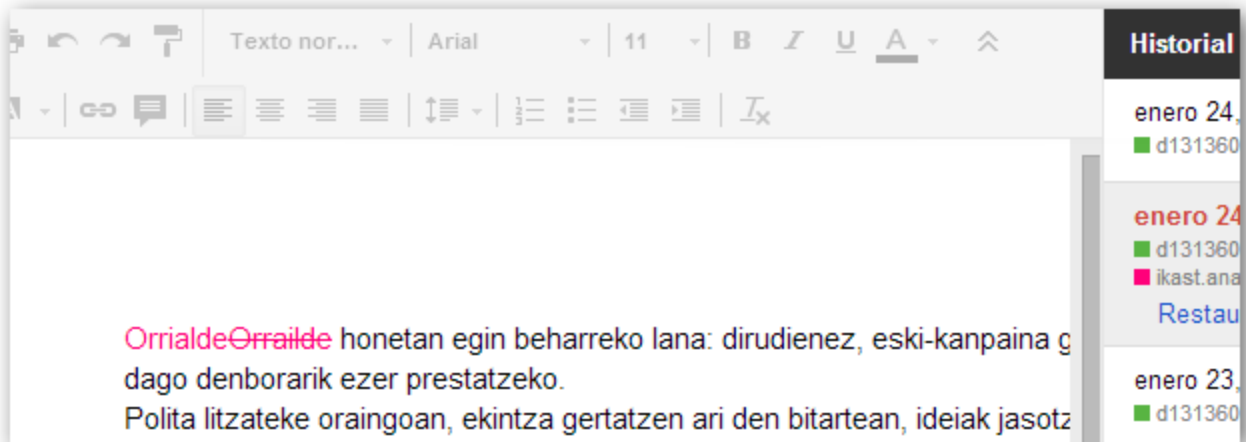 Texto nor... Arial 11 B I U A
Historial
enero 24,
d131360
enero 24
d131360
ikast.ana
Restau
enero 23,
d131360
OrrialdeOrrailde honetan egin beharreko lana: dirudienez, eski-kanpaina g
dago denborarik ezer prestatzeko.
Polita litzateke oraingoan, ekintza gertatzen ari den bitartean, ideiak jasotz